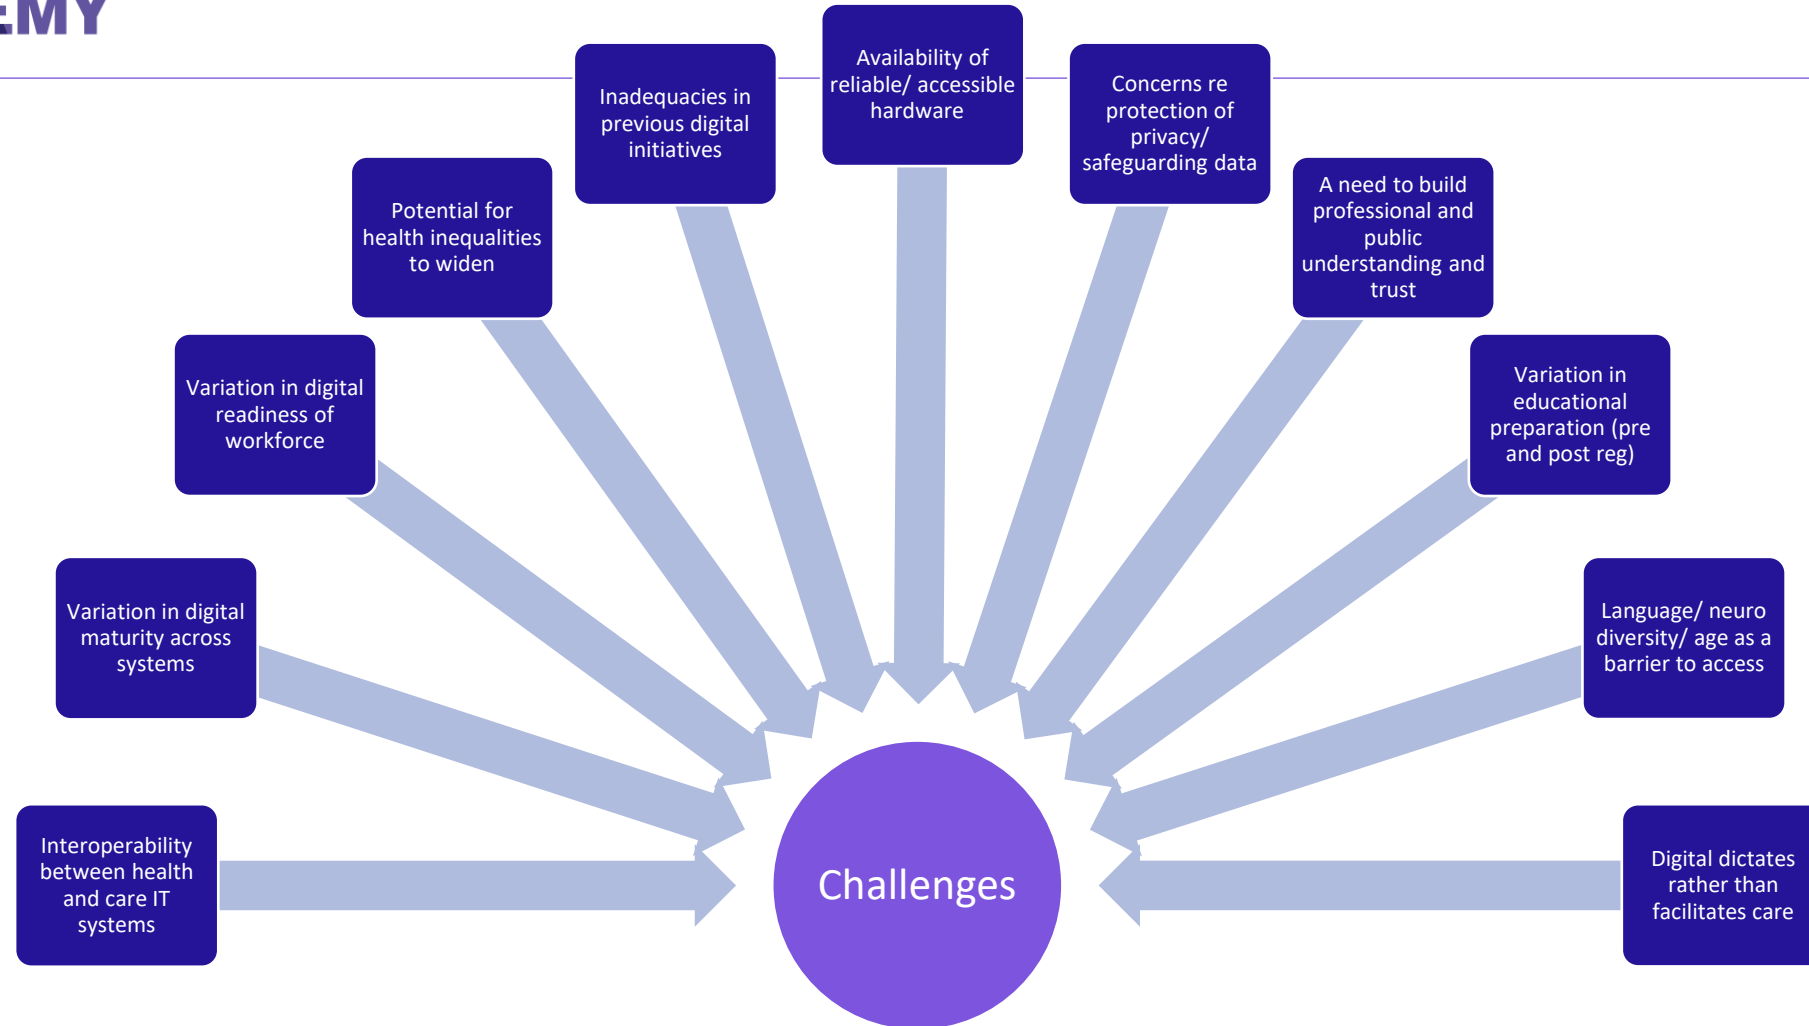 EMY
Interoperability
between health
and care IT
systems
Variation in digital
maturity across
systems
Variation in digital
readiness of
workforce
Potential for
health inequalities
to widen
Inadequacies in
previous digital
initiatives
Availability of
reliable/ accessible
hardware
Concerns re
protection of
privacy/
safeguarding data
A need to build
professional and
public
understanding and
trust
Variation in
educational
preparation (pre
and post reg)
Language/ neuro
diversity/ age as a
barrier to access
Digital dictates
rather than
facilitates care
Challenges